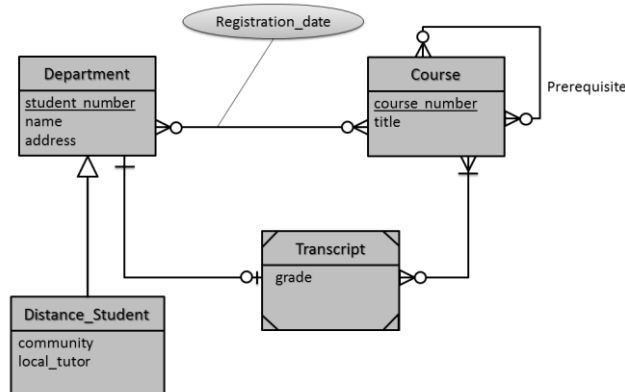 Registration_date
Department
student_number
name
address
Course
course_number
title
Prerequisite
Transcript
grade
Distance_Student
community
local_tutor